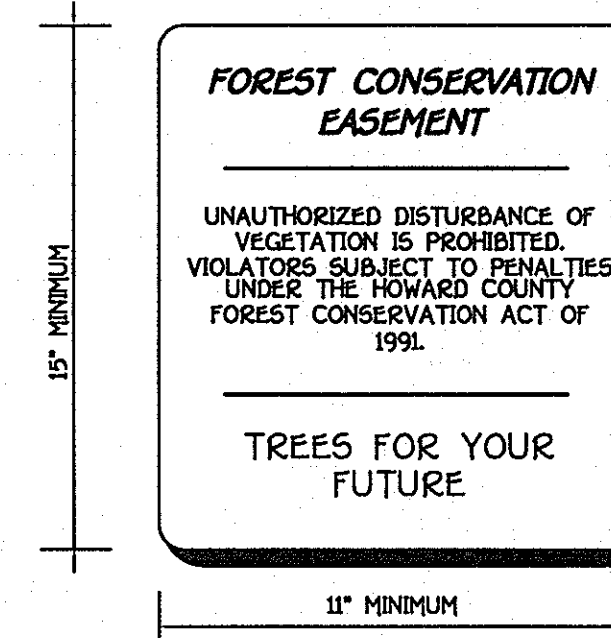 FOREST CONSERVATION
EASEMENT
UNAUTHORIZED DISTURBANCE OF
VEGETATION IS PROHIBITED.
VIOLATORS SUBJECT TO PENALTIES
UNDER THE HOWARD COUNTY
FOREST CONSERVATION ACT OF
1991.
TREES FOR YOUR
FUTURE
15" MINIMUM
11" MINIMUM